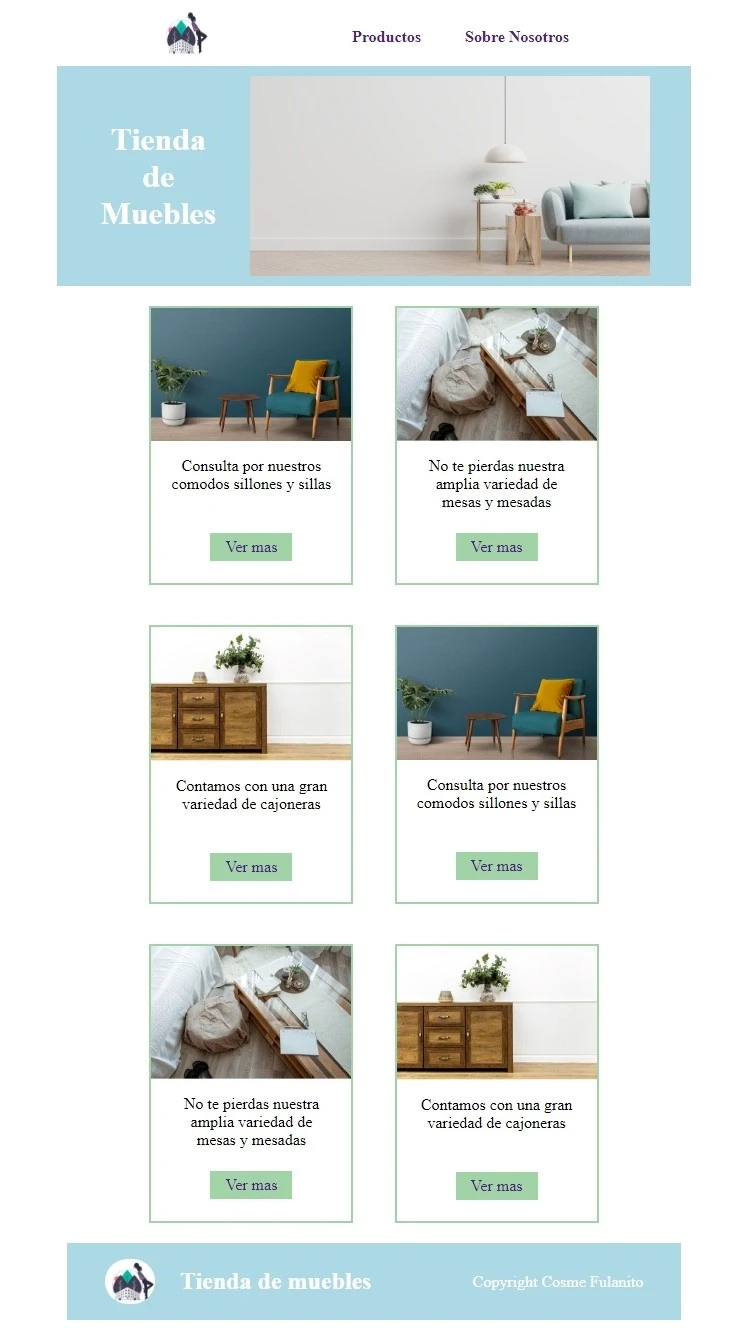 Productos Sobre Nosotros
Tienda
de
Muebles
Consulta por nuestros
comodos sillones y sillas
Ver mas
No te pierdas nuestra
amplia variedad de
mesas y mesadas
Ver mas
Contamos con una gran
variedad de cajoneras
Ver mas
Consulta por nuestros
comodos sillones y sillas
Ver mas
No te pierdas nuestra
amplia variedad de
mesas y mesadas
Ver mas
Contamos con una gran
variedad de cajoneras
Ver mas
Tienda de muebles
Copyright Cosme Fulanito